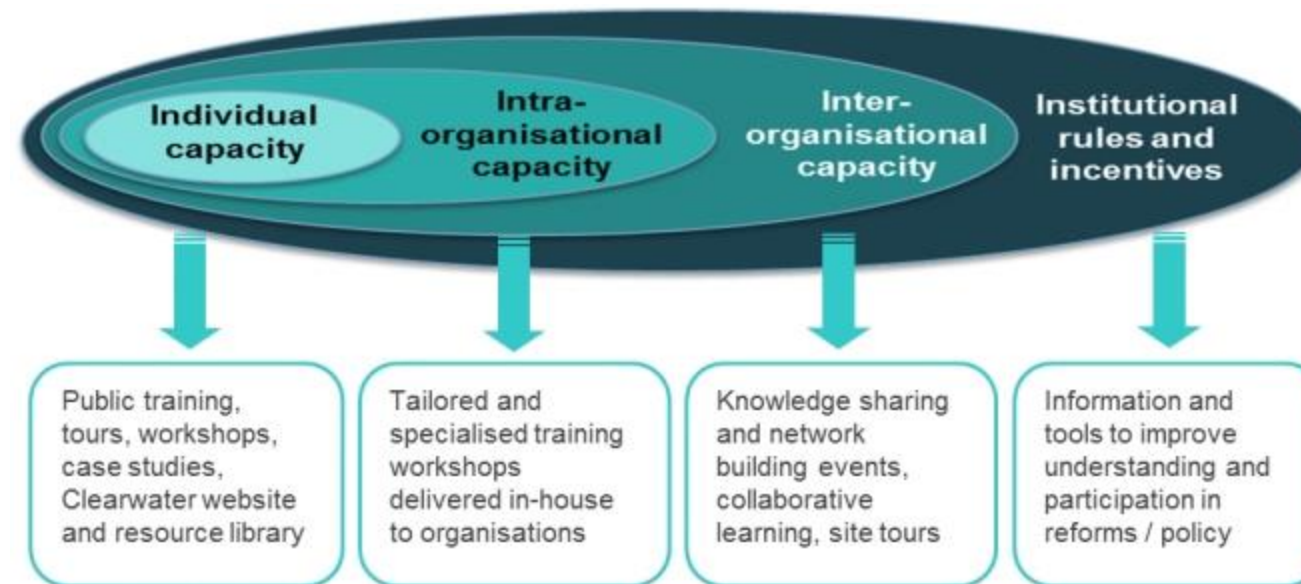 Individual
capacity
Intra-
organisational
capacity
Inter-
organisational
capacity
Institutional
rules and
incentives
Public training,
tours, workshops,
case studies,
Clearwater website
and resource library
Tailored and
specialised training
workshops
delivered in-house
to organisations
Knowledge sharing
and network
building events,
collaborative
learning, site tours
Information and
tools to improve
understanding and
participation in
reforms / policy